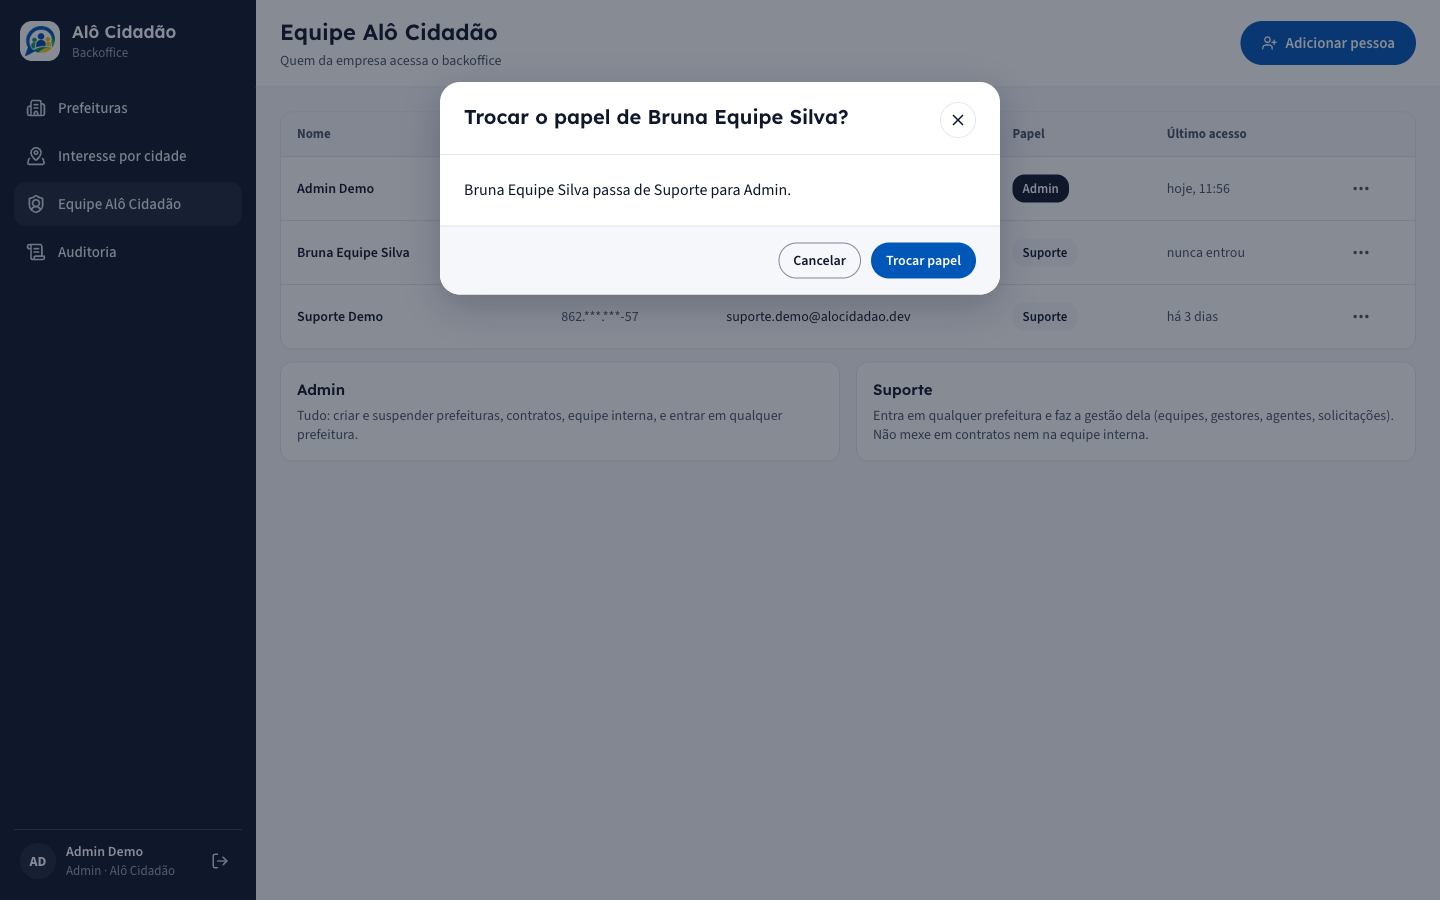 Alô Cidadão
Backoffice
Prefeituras
Interesse por cidade
Equipe Alô Cidadão
Auditoria
AD
Admin Demo
Admin · Alô Cidadão
Equipe Alô Cidadão
Quem da empresa acessa o backoffice
Adicionar pessoa
Trocar o papel de Bruna Equipe Silva?
Bruna Equipe Silva passa de Suporte para Admin.
Cancelar
Trocar papel
Nome
Papel
Último acesso
Admin Demo
Admin
hoje, 11:56
Bruna Equipe Silva
Suporte
nunca entrou
Suporte Demo
862.***.***-57
suporte.demo@alocidadao.dev
Suporte
há 3 dias
Admin
Tudo: criar e suspender prefeituras, contratos, equipe interna, e entrar em qualquer
prefeitura.
Suporte
Entra em qualquer prefeitura e faz a gestão dela (equipes, gestores, agentes, solicitações).
Não mexe em contratos nem na equipe interna.